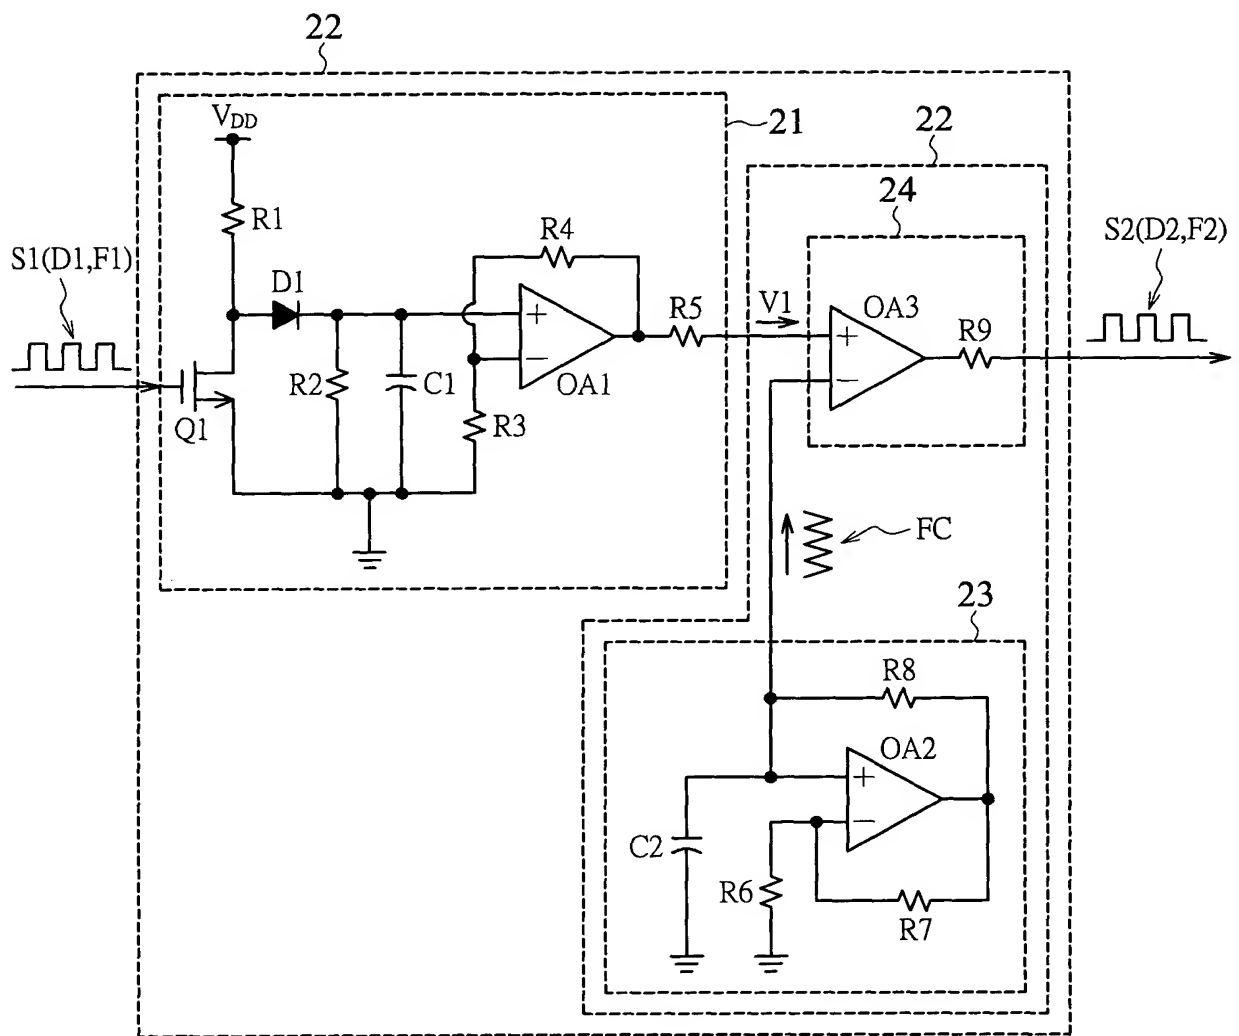 22
V_DD
21
22
R1
24
R4
S1(D1,F1)
S2(D2,F2)
D1
R5
V1
OA3
+
+
R9
−
−
R2
C1
OA1
Q1
R3
FC
23
R8
OA2
+
−
C2
R6
R7